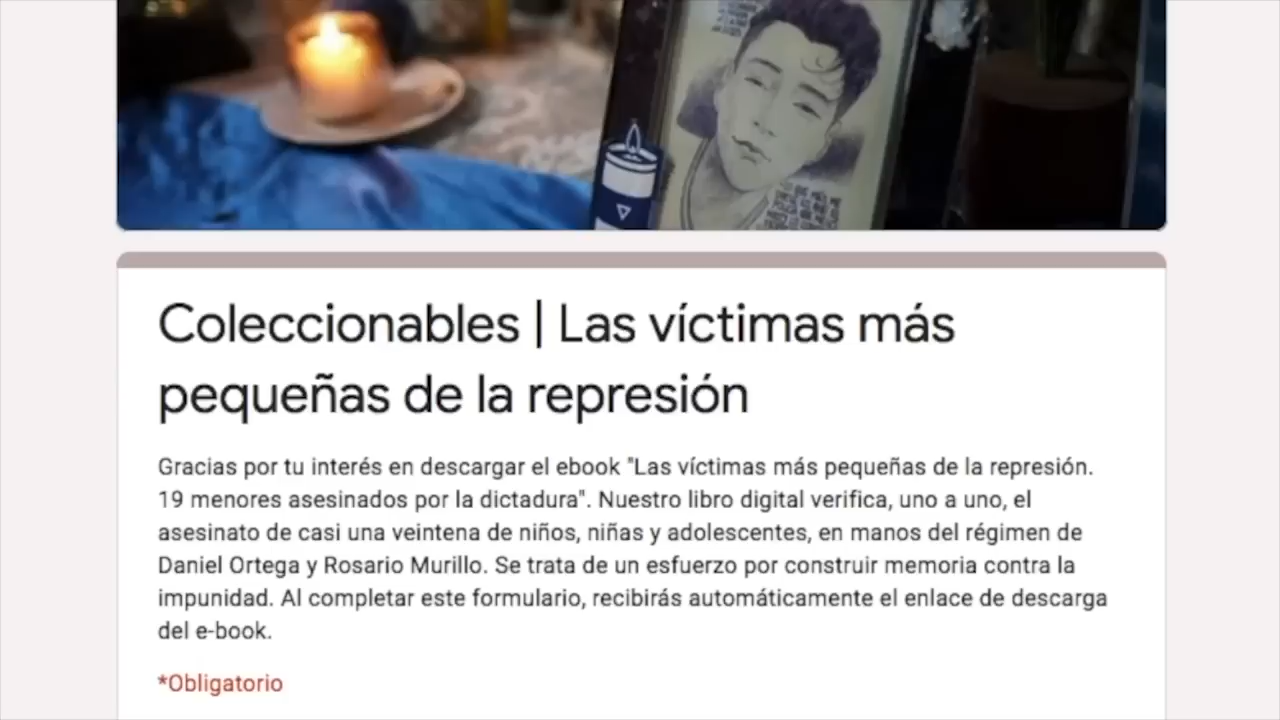 Coleccionables | Las víctimas más
pequeñas de la represión
Gracias por tu interés en descargar el ebook "Las víctimas más pequeñas de la represión.
19 menores asesinados por la dictadura". Nuestro libro digital verifica, uno a uno, el
asesinato de casi una veintena de niños, niñas y adolescentes, en manos del régimen de
Daniel Ortega y Rosario Murillo. Se trata de un esfuerzo por construir memoria contra la
impunidad. Al completar este formulario, recibirás automáticamente el enlace de descarga
del e-book.
*Obligatorio